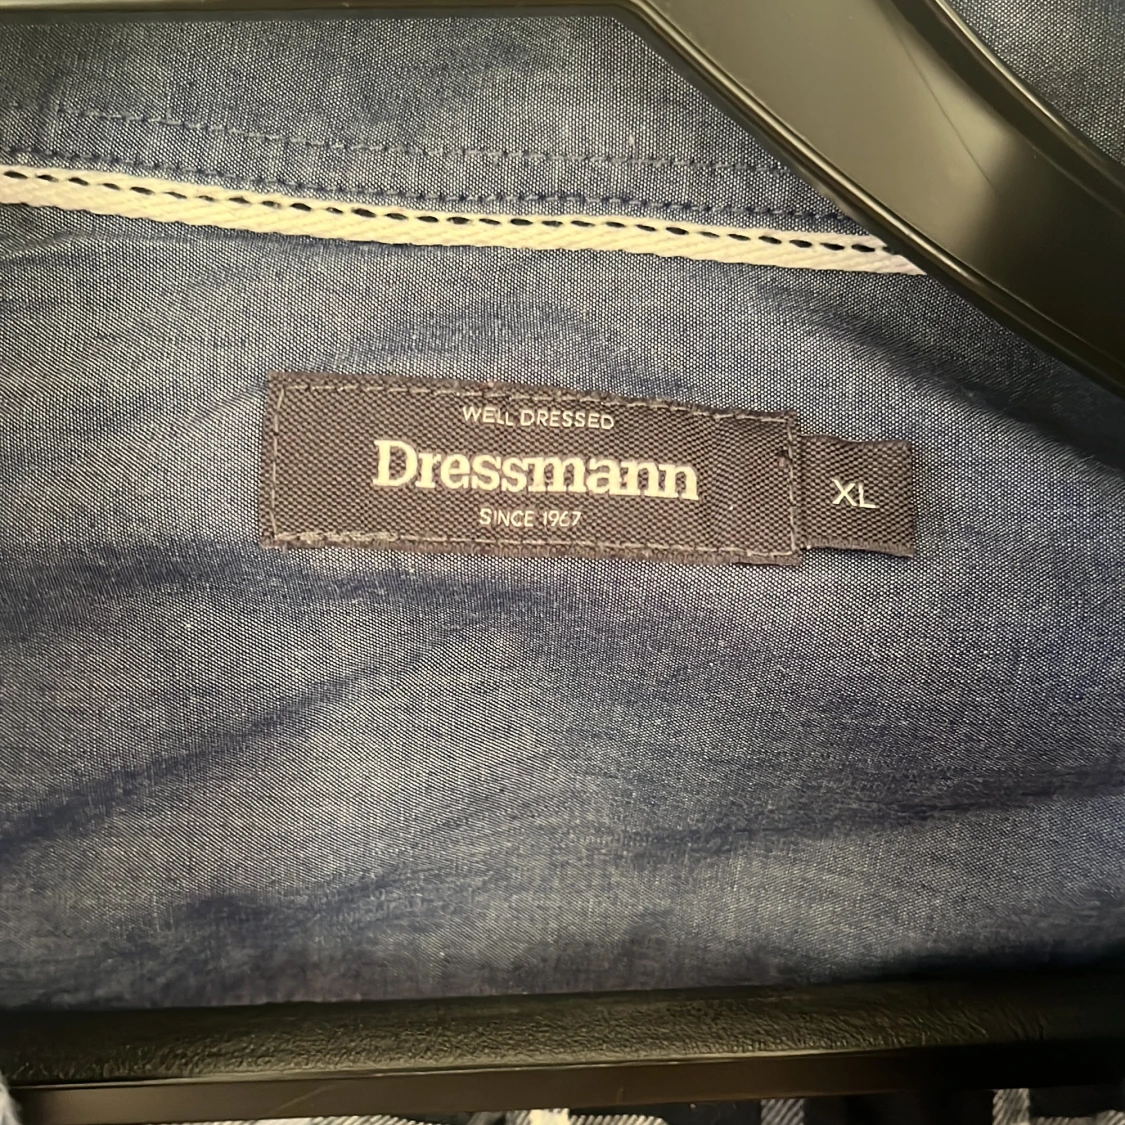 WELL DRESSED
Dressmann
SINCE 1967
XL